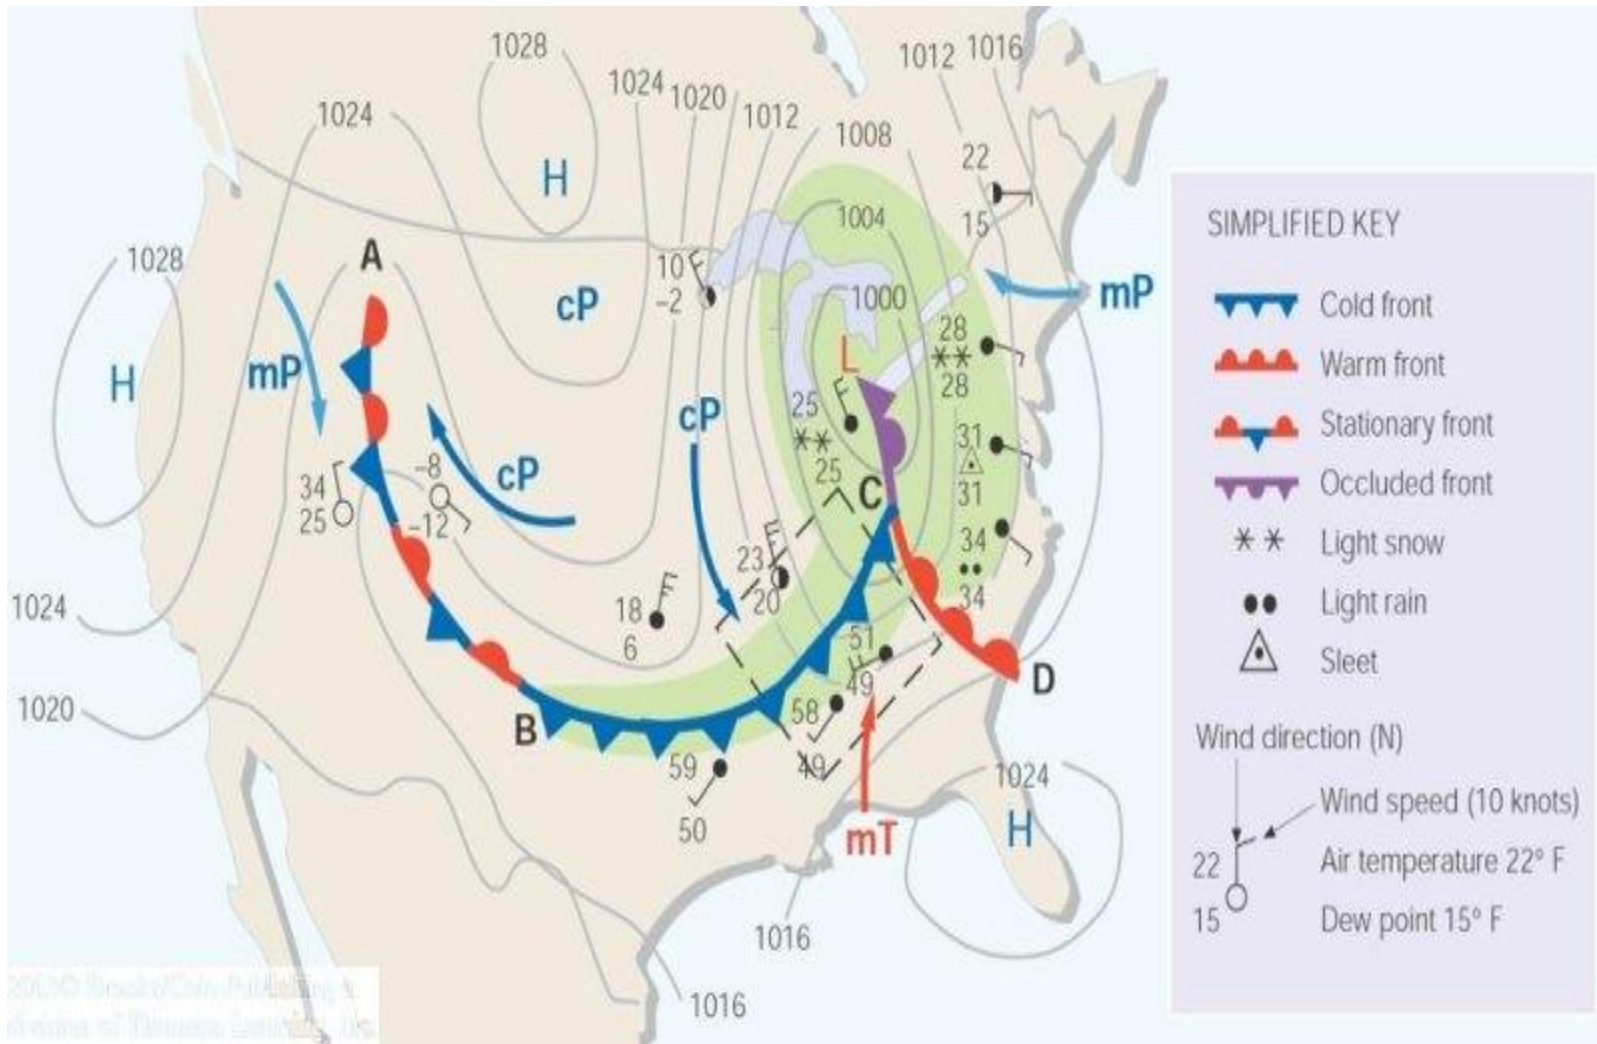 1028
1012 1016
1024 1020
1012
1024
1008
22
H
15
1004
1028
A
10
-2
cP
mP
1000
28
**
28
L
H
mP
cP
25
**
25
31
31
-8
cP
34
25
-12
C
34
34
23
20
1024
18
6
51
49
D
1020
B
58
49
59
50
1024
H
mT
1016
1016
SIMPLIFIED KEY
Cold front
Warm front
Stationary front
Occluded front
** Light snow
Light rain
Sleet
Wind direction (N)
Wind speed (10 knots)
22
Air temperature 22° F
15
Dew point 15° F